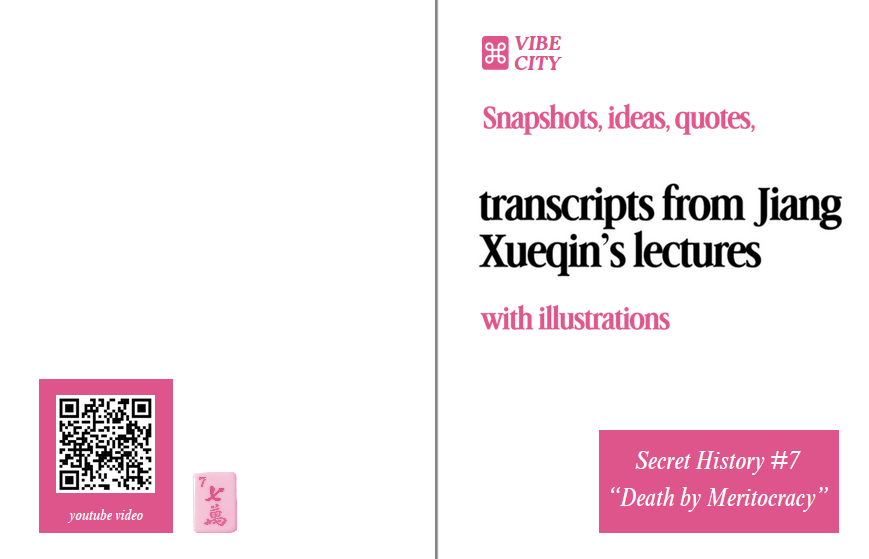 youtube video
7
七
萬
VIBE
CITY
Snapshots, ideas, quotes,
transcripts from Jiang
Xueqin’s lectures
with illustrations
Secret History #7
“Death by Meritocracy”